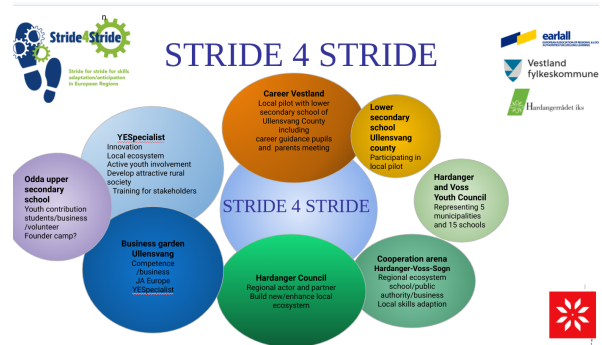 n
Stride4Stride
Stride for stride for skills
adaptation/anticipation
in European Regions
STRIDE 4 STRIDE
earlall
Vestland
fylkeskommune
Hardangerrådet iks
Career Vestland
Local pilot with lower
secondary school of
Ullensvang County
including
career guidance pupils
and parents meeting
Lower
secondary
school
Ullensvang
county
Participating in
local pilot
YESpecialist
Innovation
Local ecosystem
Active youth involvement
Develop attractive rural
society
Training for stakeholders
Odda upper
secondary
school
Youth contribution
students/business
/volunteer
Founder camp?
STRIDE 4 STRIDE
Hardanger
and Voss
Youth Council
Representing 5
municipalities
and 15 schools
Business garden
Ullensvang
Competence
/business
JA Europe
YESpecialist
Hardanger Council
Regional actor and partner
Build new/enhance local
ecosystem
Cooperation arena
Hardanger-Voss-Sogn
Regional ecosystem
school/public
authority/business
Local skills adaption